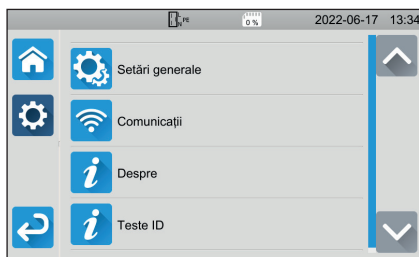 PE
N
0 %
2022-06-17 13:34
Setări generale
Comunicații
Despre
Teste ID